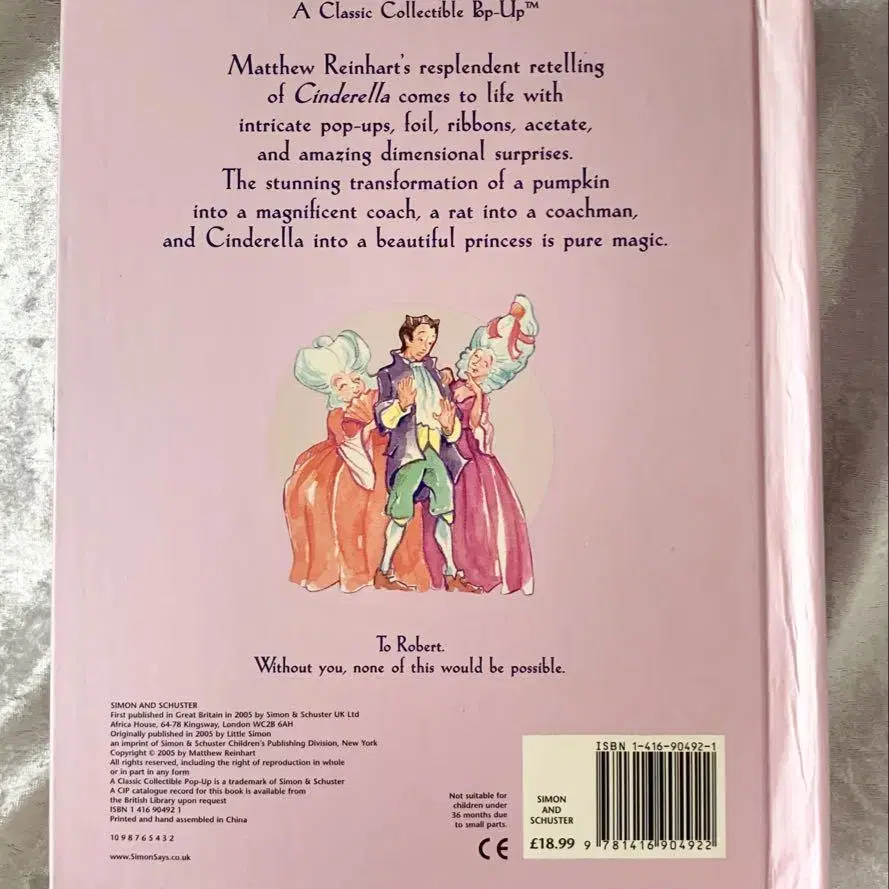 A Classic Collectible Pop-Up™
Matthew Reinhart's resplendent retelling
of Cinderella comes to life with
intricate pop-ups, foil, ribbons, acetate,
and amazing dimensional surprises.
The stunning transformation of a pumpkin
into a magnificent coach, a rat into a coachman,
and Cinderella into a beautiful princess is pure magic.
To Robert.
Without you, none of this would be possible.
SIMON AND SCHUSTER
First published in Great Britain in 2005 by Simon & Schuster UK Ltd
Africa House, 64-78 Kingsway, London WC2B 6AH
Originally published in 2005 by Little Simon
an imprint of Simon & Schuster Children's Publishing Division, New York
Copyright © 2005 by Matthew Reinhart
All rights reserved, including the right of reproduction in whole
or in part in any form
A Classic Collectible Pop-Up is a trademark of Simon & Schuster
A CIP catalogue record for this book is available from
the British Library upon request
ISBN 1 416 90492 1
Printed and hand assembled in China
10 9 8 7 6 5 4 3 2
www.SimonSays.co.uk
Not suitable for
children under
36 months due
to small parts.
CE
ISBN 1-416-90492-1
SIMON
AND
SCHUSTER
£18.99
9 781416 904922